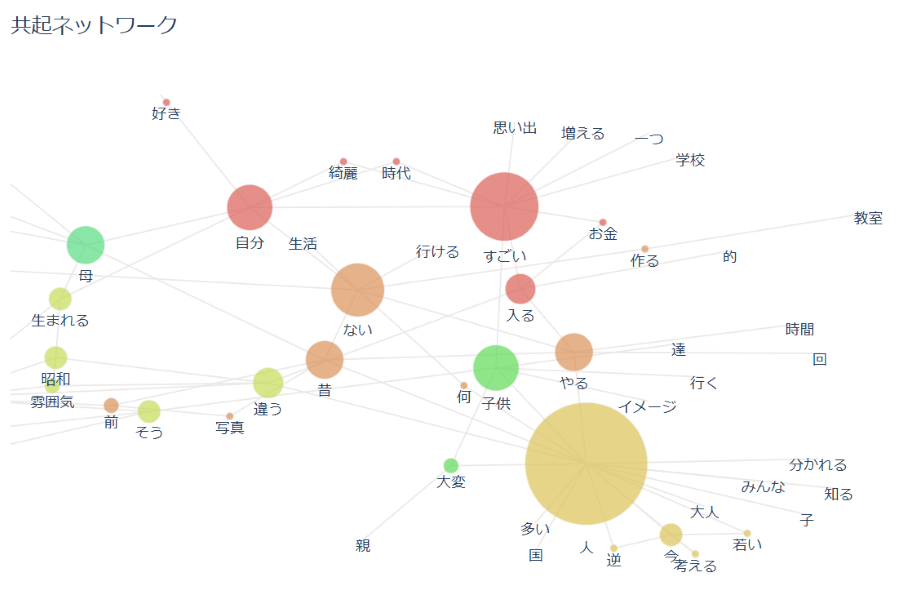 共起ネットワーク
好き
思い出
増える
一つ
学校
綺麗
時代
教室
自分
生活
行ける
すごい
お金
作る
的
母
入る
生まれる
ない
時間
達
回
昭和
昔
やる
行く
雰囲気
前
違う
何
子供
イメージ
そう
写真
大変
分かれる
みんな
知る
大人
子
多い
親
国
人
逆
今
考える
若い